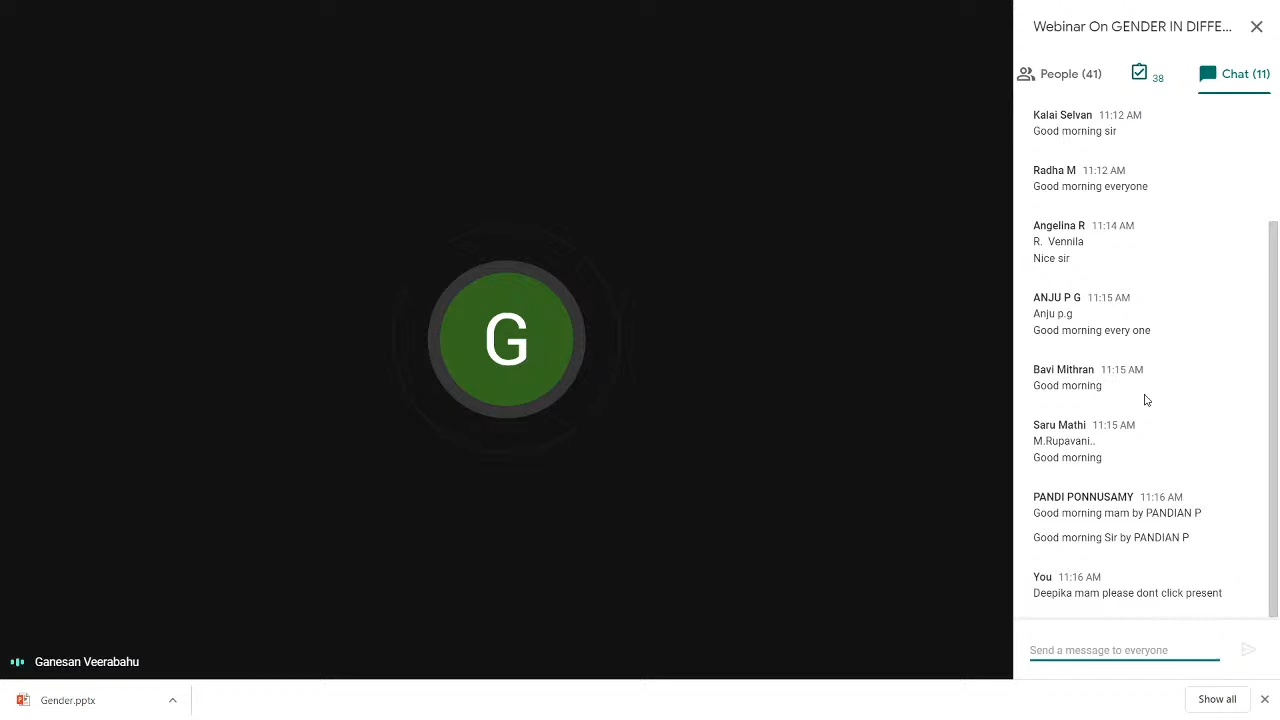 Webinar On GENDER IN DIFFE...
People (41)
38
Chat (11)
Kalai Selvan 11:12 AM
Good morning sir
Radha M 11:12 AM
Good morning everyone
Angelina R 11:14 AM
R. Vennila
Nice sir
ANJU P G 11:15 AM
Anju p.g
Good morning every one
Bavi Mithran 11:15 AM
Good morning
Saru Mathi 11:15 AM
M.Rupavani..
Good morning
PANDI PONNUSAMY 11:16 AM
Good morning mam by PANDIAN P
Good morning Sir by PANDIAN P
You 11:16 AM
Deepika mam please dont click present
Send a message to everyone
G
Ganesan Veerabahu
Gender.pptx
Show all